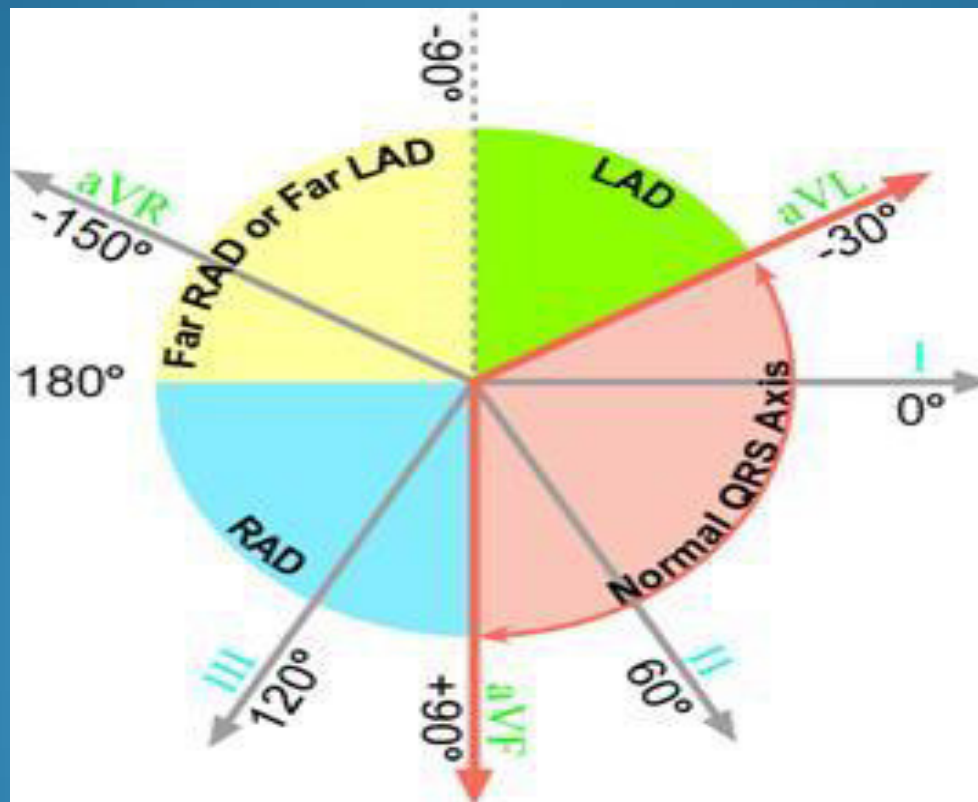 -90°
Far RAD or Far LAD
LAD
aVR
-150°
aVL
-30°
180°
I
0°
Normal QRS Axis
RAD
III
120°
+90°
aVF
II
60°